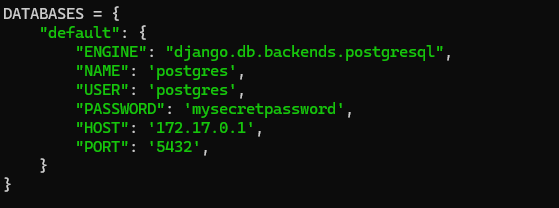 DATABASES = {
    "default": {
        "ENGINE": "django.db.backends.postgresql",
        "NAME": 'postgres',
        "USER": 'postgres',
        "PASSWORD": 'mysecretpassword',
        "HOST": '172.17.0.1',
        "PORT": '5432',
    }
}